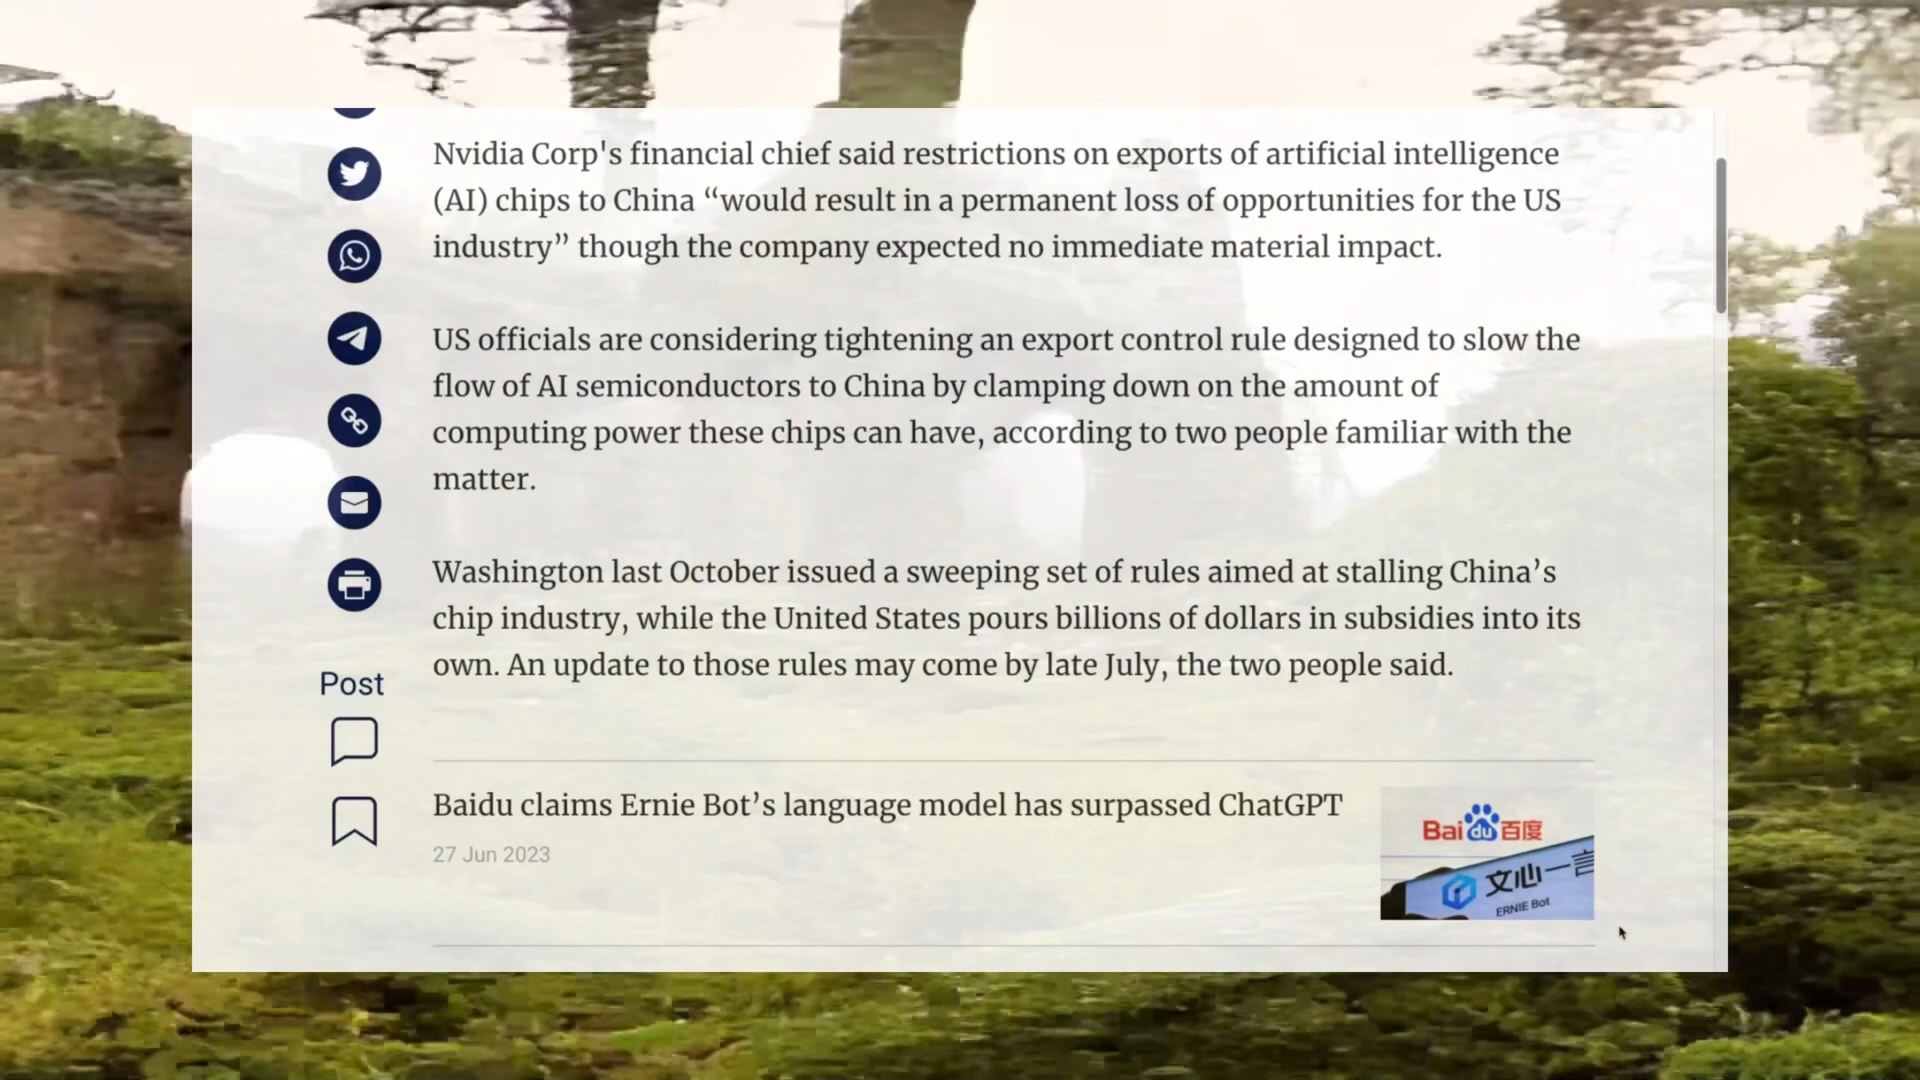 Nvidia Corp's financial chief said restrictions on exports of artificial intelligence
(AI) chips to China “would result in a permanent loss of opportunities for the US
industry” though the company expected no immediate material impact.
US officials are considering tightening an export control rule designed to slow the
flow of AI semiconductors to China by clamping down on the amount of
computing power these chips can have, according to two people familiar with the
matter.
Washington last October issued a sweeping set of rules aimed at stalling China’s
chip industry, while the United States pours billions of dollars in subsidies into its
own. An update to those rules may come by late July, the two people said.
Post
Baidu claims Ernie Bot’s language model has surpassed ChatGPT
27 Jun 2023
Bai du 百度
文心一言
ERNIE Bot